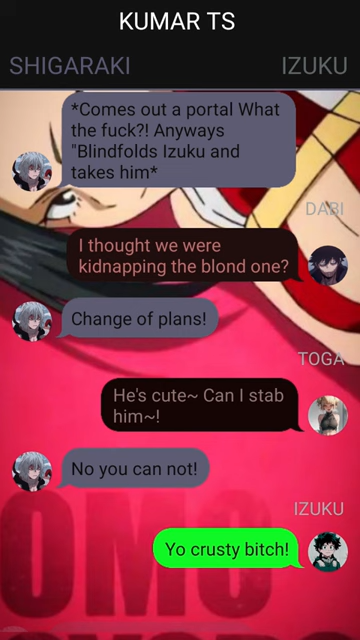 KUMAR TS
SHIGARAKI
IZUKU
*Comes out a portal What
the fuck?! Anyways
"Blindfolds Izuku and
takes him*
DABI
I thought we were
kidnapping the blond one?
Change of plans!
TOGA
He's cute~ Can I stab
him~!
No you can not!
IZUKU
Yo crusty bitch!
OMO